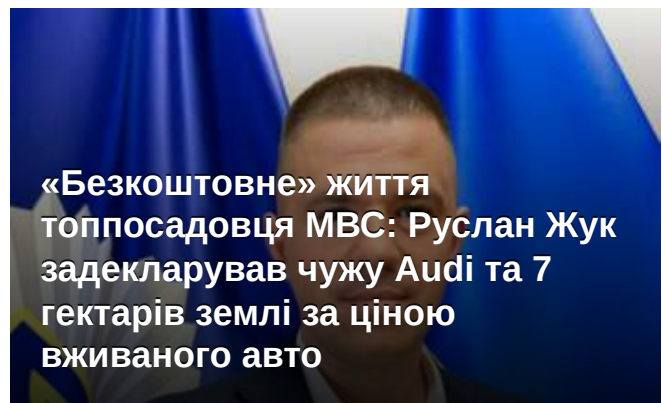 «Безкоштовне» життя
топпосадовця МВС: Руслан Жук
задекларував чужу Audi та 7
гектарів землі за ціною
вживаного авто